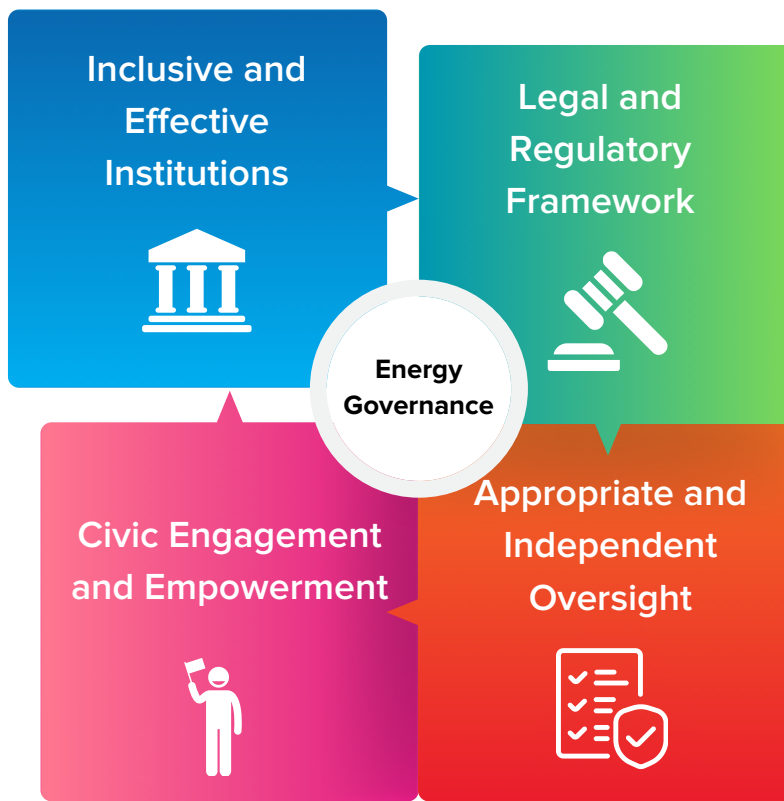 Inclusive and
Effective
Institutions
Legal and
Regulatory
Framework
Energy
Governance
Civic Engagement
and Empowerment
Appropriate and
Independent
Oversight